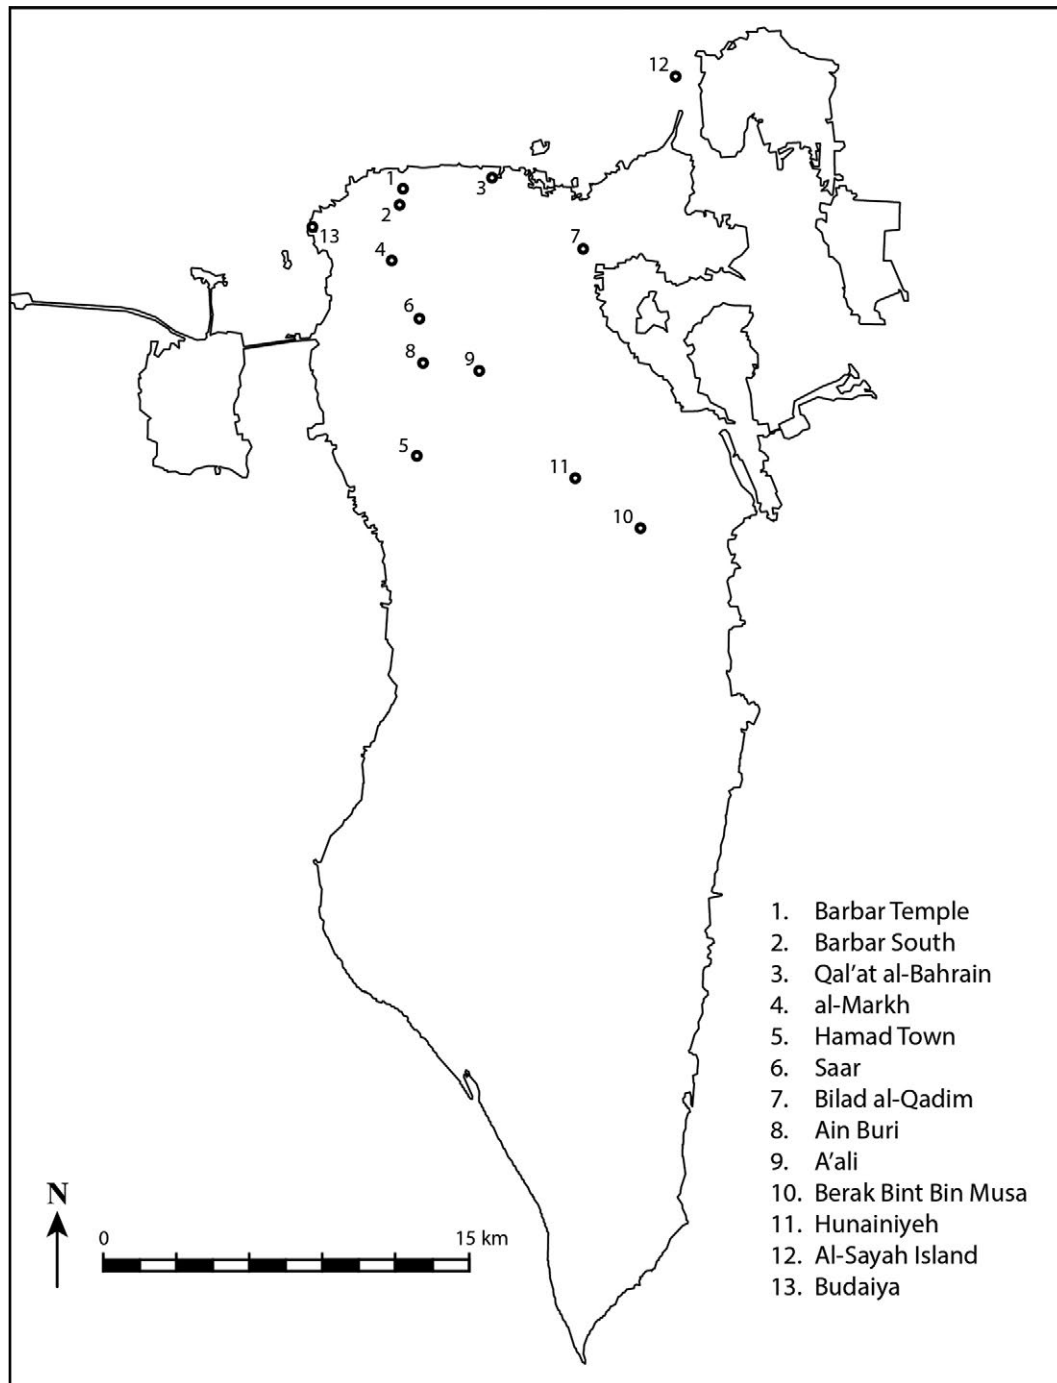 12
1
3
2
13
7
4
6
8
9
5
11
10
1. Barbar Temple
2. Barbar South
3. Qal’at al-Bahrain
4. al-Markh
5. Hamad Town
6. Saar
7. Bilad al-Qadim
8. Ain Buri
9. A’ali
10. Berak Bint Bin Musa
11. Hunainiyeh
12. Al-Sayah Island
13. Budaiya
N
0 15 km